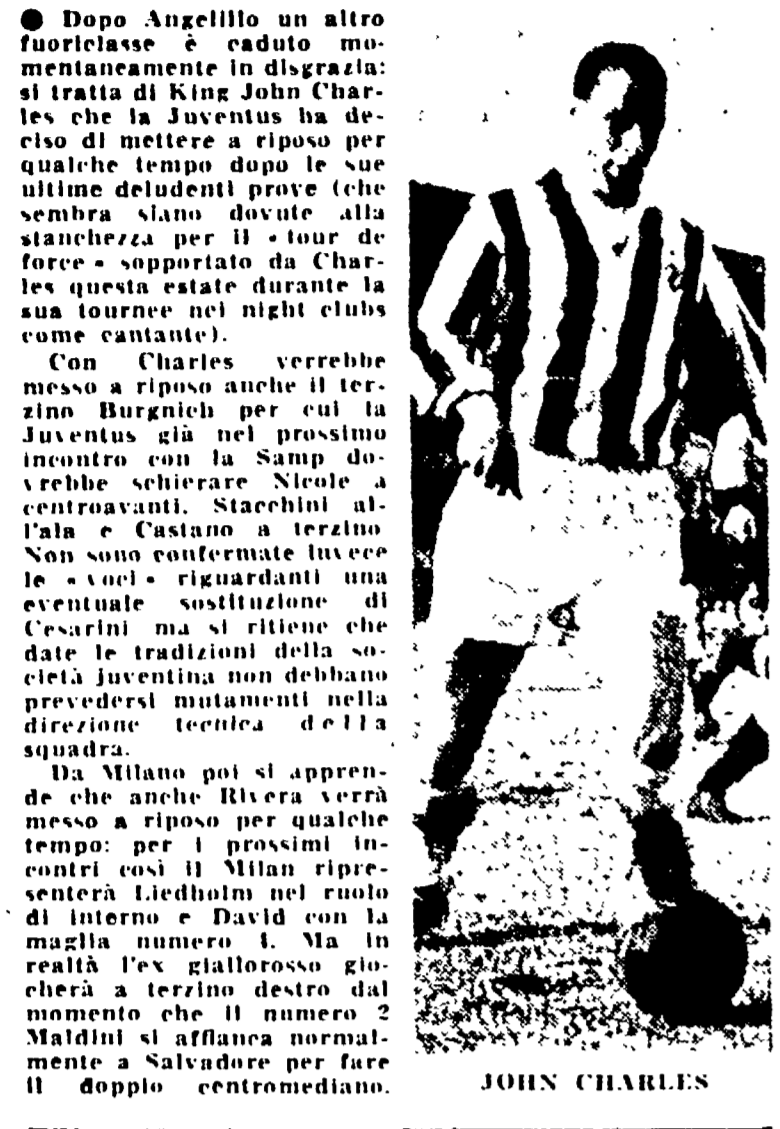 ● Dopo Angelillo un altro
fuoriclasse è caduto mo-
mentaneamente in disgrazia:
si tratta di King John Char-
les che la Juventus ha de-
ciso di mettere a riposo per
qualche tempo dopo le sue
ultime deludenti prove (che
sembra siano dovute alla
stanchezza per il « tour de
force » sopportato da Char-
les questa estate durante la
sua tournee nei night clubs
come cantante).
Con Charles verrebbe
messo a riposo anche il ter-
zino Burgnich per cui la
Juventus già nel prossimo
incontro con la Samp do-
vrebbe schierare Nicole a
centroavanti, Stacchini al-
l'ala e Castano a terzino
Non sono confermate invece
le « voci » riguardanti una
eventuale sostituzione di
Cesarini ma si ritiene che
date le tradizioni della so-
cietà juventina non debbano
prevedersi mutamenti nella
direzione tecnica della
squadra.
Da Milano poi si appren-
de che anche Rivera verrà
messo a riposo per qualche
tempo: per i prossimi in-
contri così il Milan ripre-
senterà Liedholm nel ruolo
di interno e David con la
maglia numero 4. Ma in
realtà l'ex giallorosso gio-
cherà a terzino destro dal
momento che il numero 2
Maldini si affianca normal-
mente a Salvadore per fare
il doppio centromediano.
JOHN CHARLES